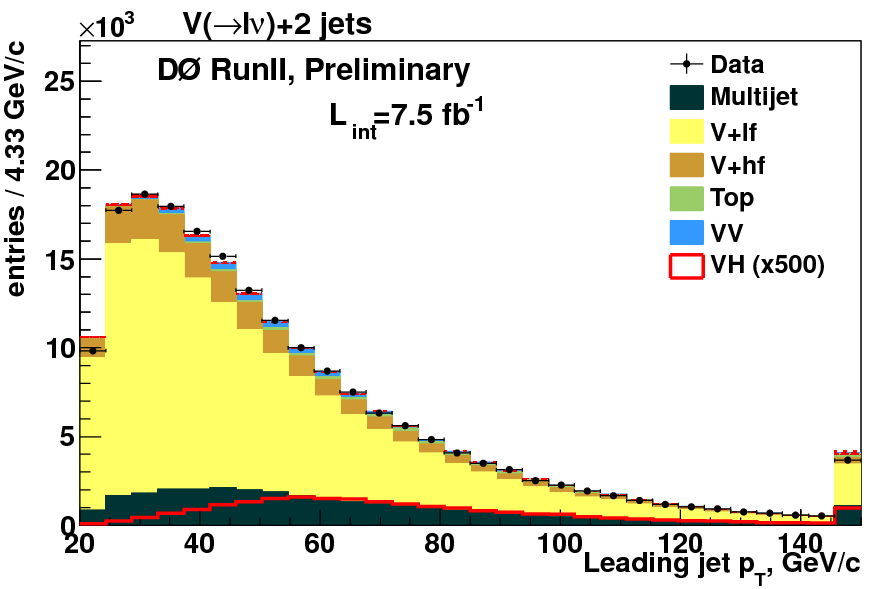 ×10³
V(→lν)+2 jets
DØ RunII, Preliminary
L int=7.5 fb⁻¹
Data
Multijet
V+lf
V+hf
Top
VV
VH (x500)
entries / 4.33 GeV/c
25
20
15
10
5
0
20 40 60 80 100 120 140
Leading jet pT, GeV/c